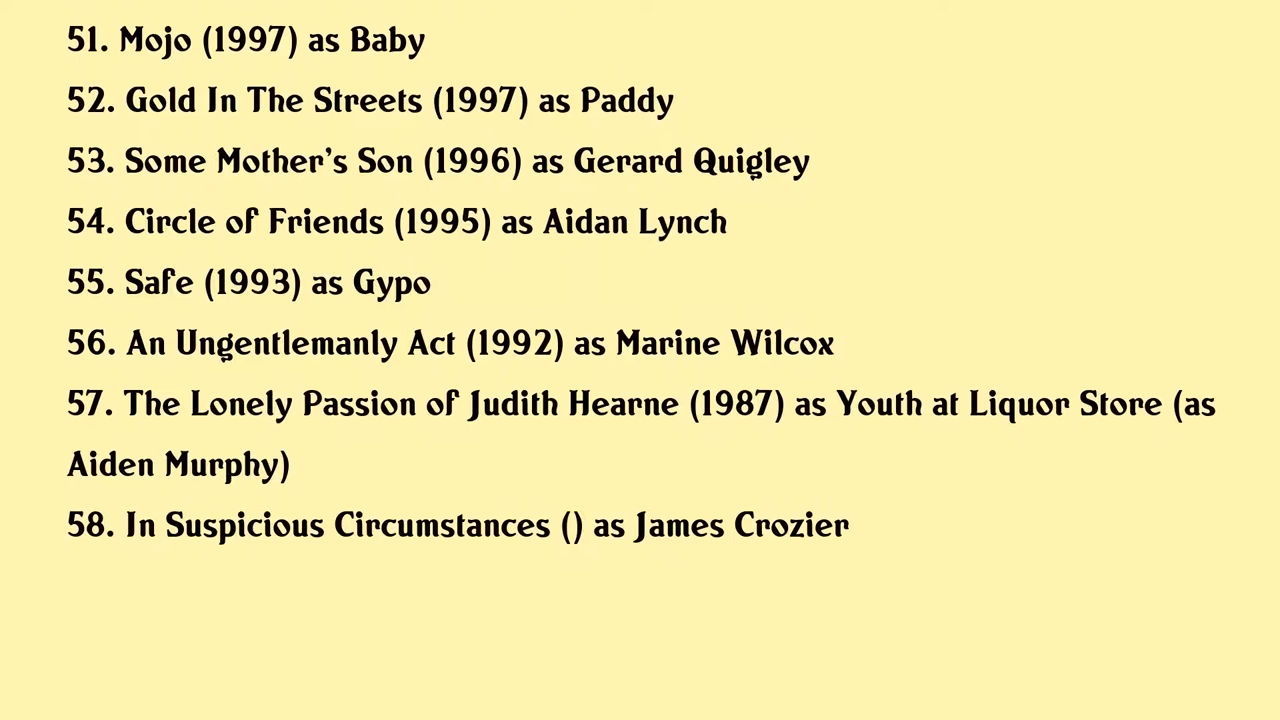 51. Mojo (1997) as Baby
52. Gold In The Streets (1997) as Paddy
53. Some Mother's Son (1996) as Gerard Quigley
54. Circle of Friends (1995) as Aidan Lynch
55. Safe (1993) as Gypo
56. An Ungentlemanly Act (1992) as Marine Wilcox
57. The Lonely Passion of Judith Hearne (1987) as Youth at Liquor Store (as
Aiden Murphy)
58. In Suspicious Circumstances () as James Crozier